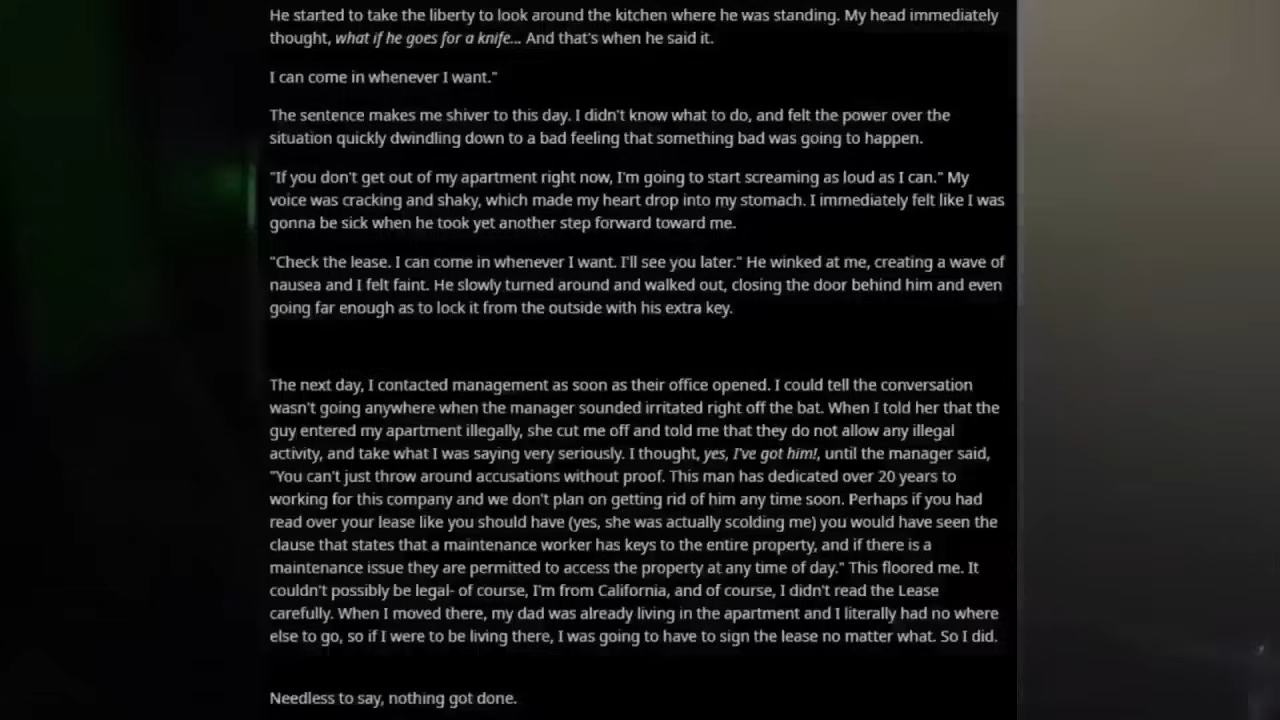 He started to take the liberty to look around the kitchen where he was standing. My head immediately
thought, what if he goes for a knife... And that's when he said it.
I can come in whenever I want."
The sentence makes me shiver to this day. I didn't know what to do, and felt the power over the
situation quickly dwindling down to a bad feeling that something bad was going to happen.
"If you don't get out of my apartment right now, I'm going to start screaming as loud as I can." My
voice was cracking and shaky, which made my heart drop into my stomach. I immediately felt like I was
gonna be sick when he took yet another step forward toward me.
"Check the lease. I can come in whenever I want. I'll see you later." He winked at me, creating a wave of
nausea and I felt faint. He slowly turned around and walked out, closing the door behind him and even
going far enough as to lock it from the outside with his extra key.
The next day, I contacted management as soon as their office opened. I could tell the conversation
wasn't going anywhere when the manager sounded irritated right off the bat. When I told her that the
guy entered my apartment illegally, she cut me off and told me that they do not allow any illegal
activity, and take what I was saying very seriously. I thought, yes, I've got him!, until the manager said,
"You can't just throw around accusations without proof. This man has dedicated over 20 years to
working for this company and we don't plan on getting rid of him any time soon. Perhaps if you had
read over your lease like you should have (yes, she was actually scolding me) you would have seen the
clause that states that a maintenance worker has keys to the entire property, and if there is a
maintenance issue they are permitted to access the property at any time of day." This floored me. It
couldn't possibly be legal- of course, I'm from California, and of course, I didn't read the Lease
carefully. When I moved there, my dad was already living in the apartment and I literally had no where
else to go, so if I were to be living there, I was going to have to sign the lease no matter what. So I did.
Needless to say, nothing got done.